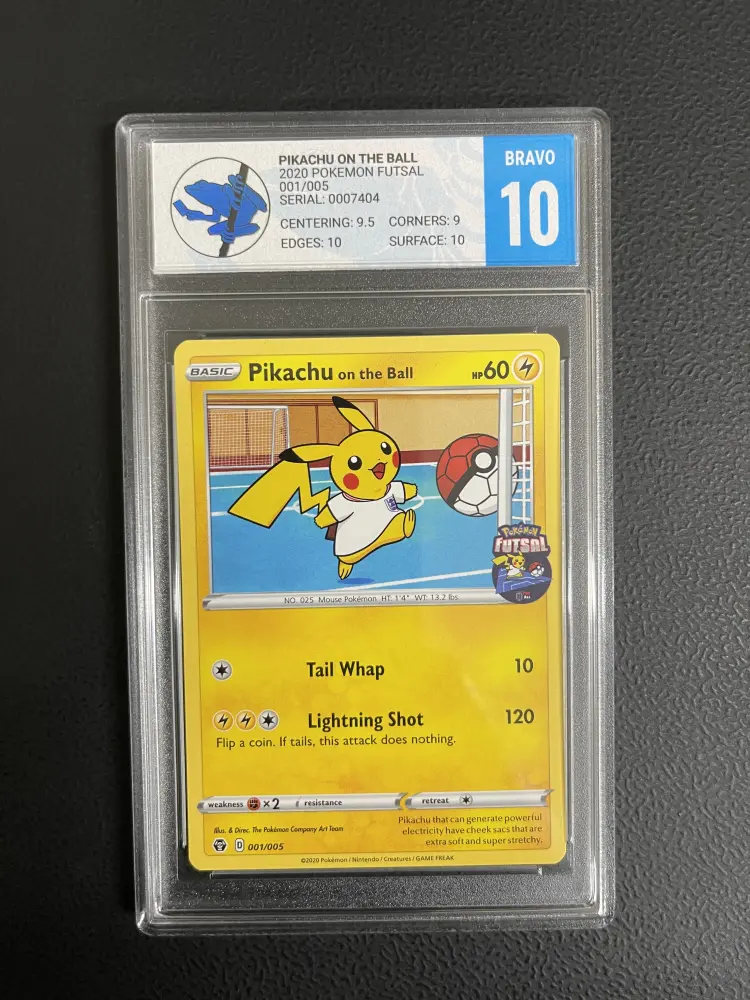 PIKACHU ON THE BALL
2020 POKEMON FUTSAL
001/005
SERIAL: 0007404
CENTERING: 9.5 CORNERS: 9
EDGES: 10 SURFACE: 10
BRAVO
10
BASIC Pikachu on the Ball HP60
Pokémon
FUTSAL
NO. 025 Mouse Pokémon HT: 1'4" WT: 13.2 lbs.
Tail Whap 10
Lightning Shot 120
Flip a coin. If tails, this attack does nothing.
weakness ×2 resistance retreat
Illus. & Direc. The Pokémon Company Art Team
Pikachu that can generate powerful
electricity have cheek sacs that are
extra soft and super stretchy.
D 001/005
©2020 Pokémon / Nintendo / Creatures / GAME FREAK